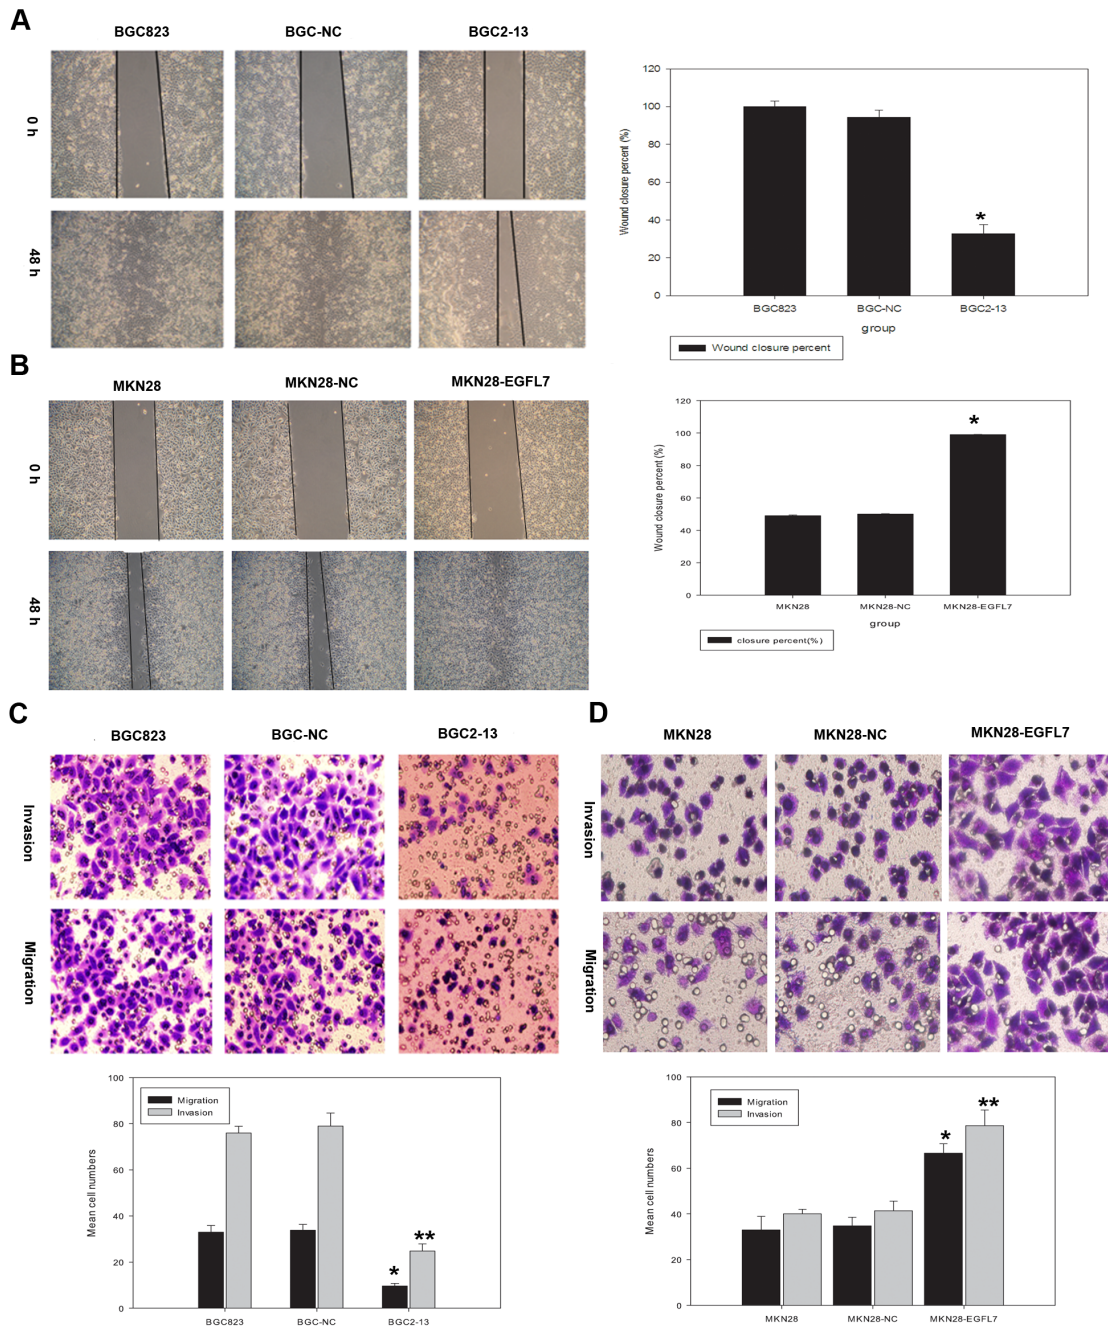 A
BGC823 BGC-NC BGC2-13
0 h
48 h
120
100
80
60
40
20
0
Wound closure percent (%)
*
BGC823 BGC-NC BGC2-13
group
Wound closure percent
B
MKN28 MKN28-NC MKN28-EGFL7
0 h
48 h
120
100
80
60
40
20
0
Wound closure percent (%)
*
MKN28 MKN28-NC MKN28-EGFL7
group
closure percent(%)
C
BGC823 BGC-NC BGC2-13
Invasion
Migration
100
80
60
40
20
0
Mean cell numbers
Migration
Invasion
* **
BGC823 BGC-NC BGC2-13
D
MKN28 MKN28-NC MKN28-EGFL7
Invasion
Migration
100
80
60
40
20
0
Mean cell numbers
Migration
Invasion
* **
MKN28 MKN28-NC MKN28-EGFL7